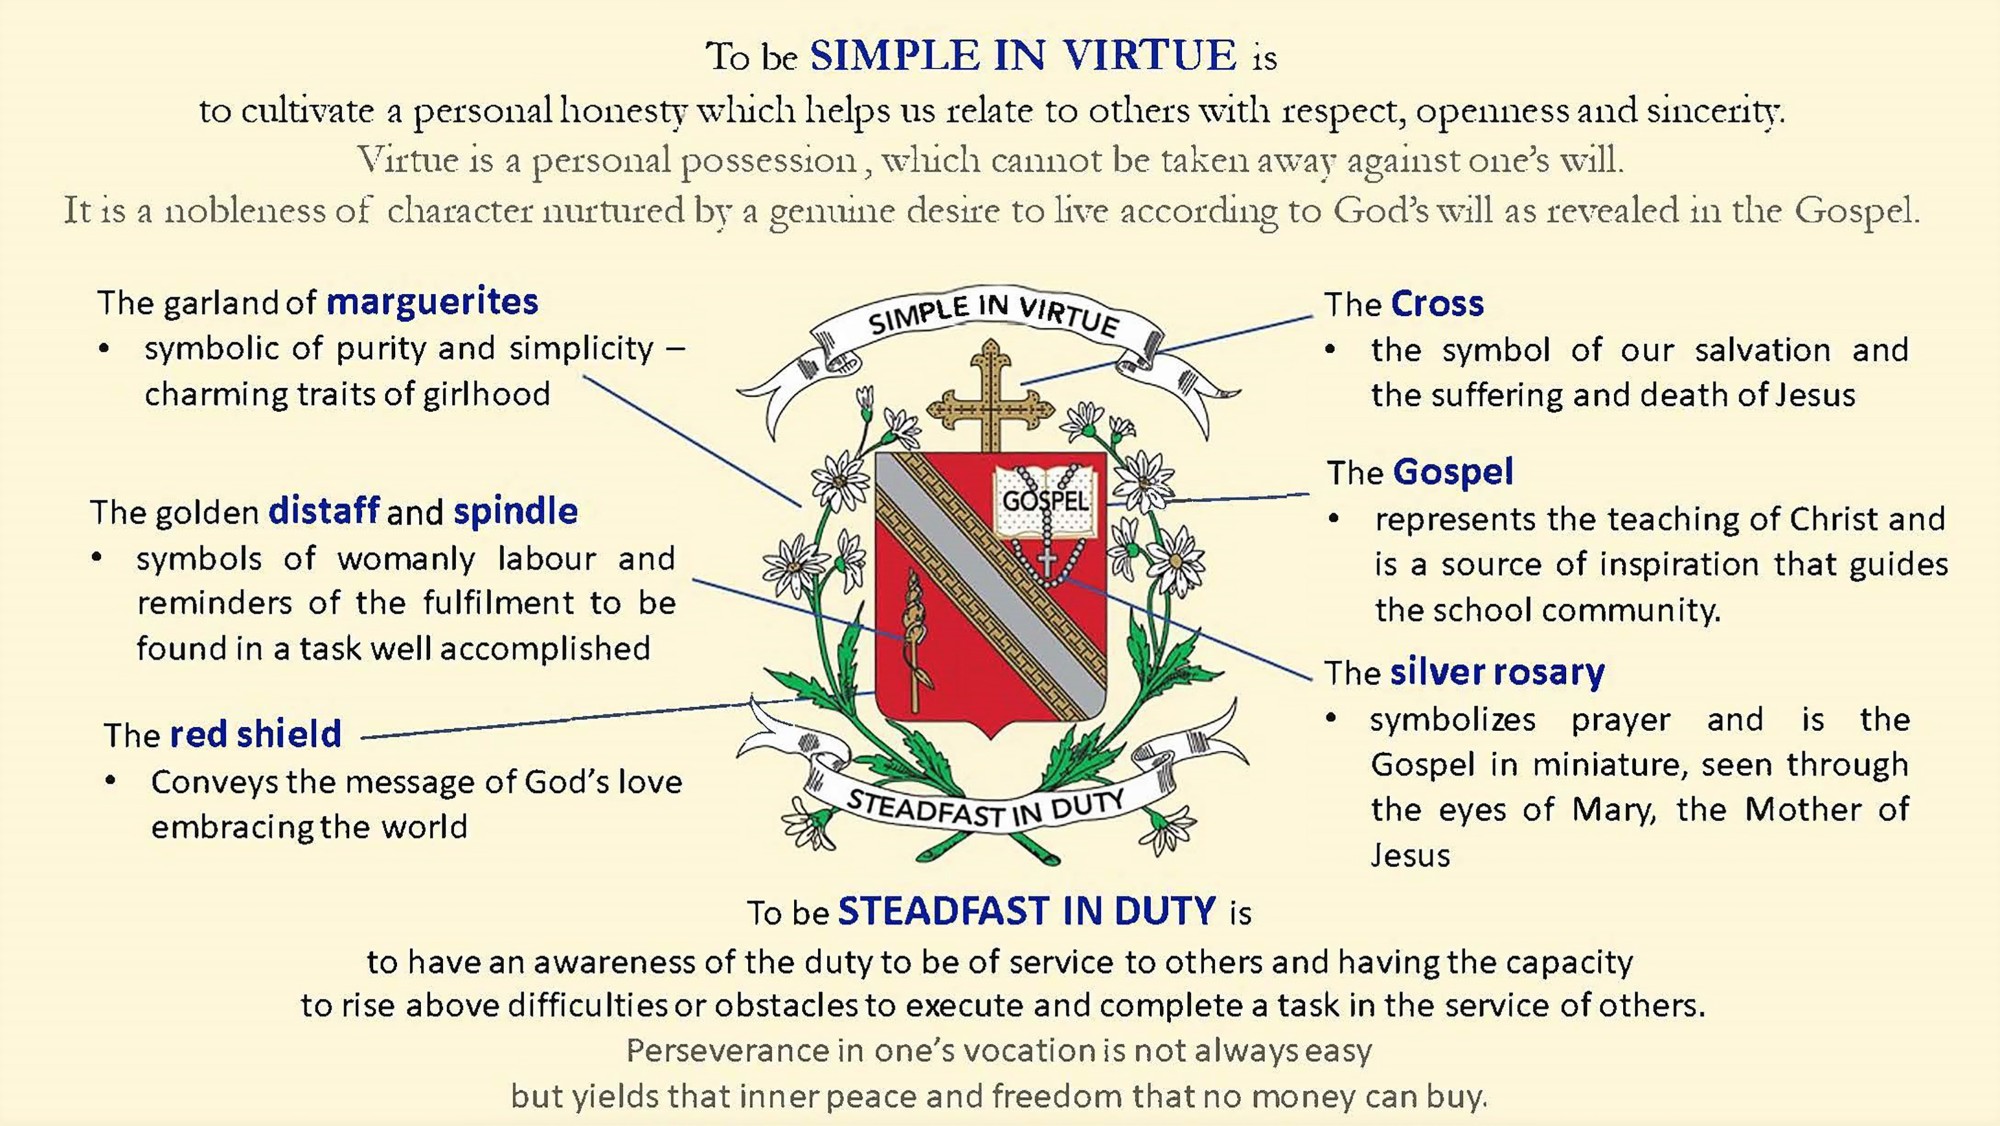 To be SIMPLE IN VIRTUE is
to cultivate a personal honesty which helps us relate to others with respect, openness and sincerity.
Virtue is a personal possession, which cannot be taken away against one's will.
It is a nobleness of character nurtured by a genuine desire to live according to God's will as revealed in the Gospel.
The garland of marguerites
• symbolic of purity and simplicity –
charming traits of girlhood
The golden distaff and spindle
• symbols of womanly labour and
reminders of the fulfilment to be
found in a task well accomplished
The red shield
• Conveys the message of God's love
embracing the world
SIMPLE IN VIRTUE
GOSPEL
STEADFAST IN DUTY
The Cross
• the symbol of our salvation and
the suffering and death of Jesus
The Gospel
• represents the teaching of Christ and
is a source of inspiration that guides
the school community.
The silver rosary
• symbolizes prayer and is the
Gospel in miniature, seen through
the eyes of Mary, the Mother of
Jesus
To be STEADFAST IN DUTY is
to have an awareness of the duty to be of service to others and having the capacity
to rise above difficulties or obstacles to execute and complete a task in the service of others.
Perseverance in one's vocation is not always easy
but yields that inner peace and freedom that no money can buy.